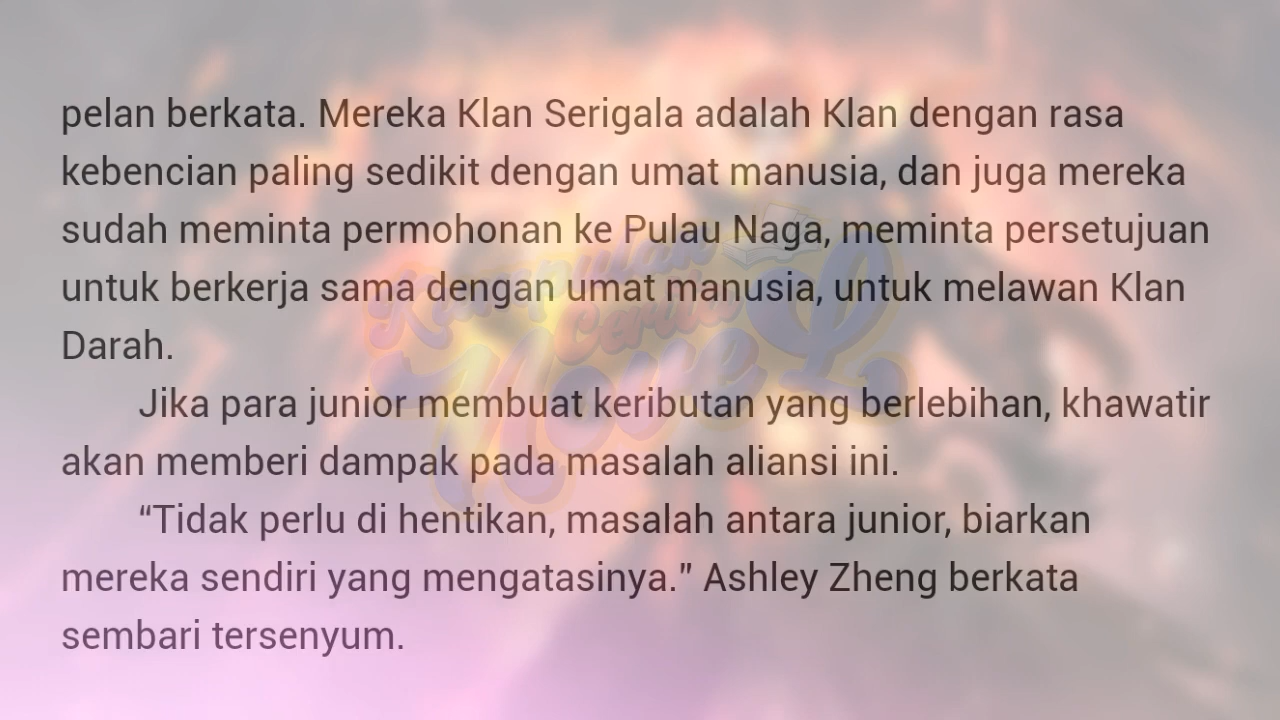 pelan berkata. Mereka Klan Serigala adalah Klan dengan rasa
kebencian paling sedikit dengan umat manusia, dan juga mereka
sudah meminta permohonan ke Pulau Naga, meminta persetujuan
untuk berkerja sama dengan umat manusia, untuk melawan Klan
Darah.
Jika para junior membuat keributan yang berlebihan, khawatir
akan memberi dampak pada masalah aliansi ini.
“Tidak perlu di hentikan, masalah antara junior, biarkan
mereka sendiri yang mengatasinya.” Ashley Zheng berkata
sembari tersenyum.
Kumpulan
Cerita
NoveL